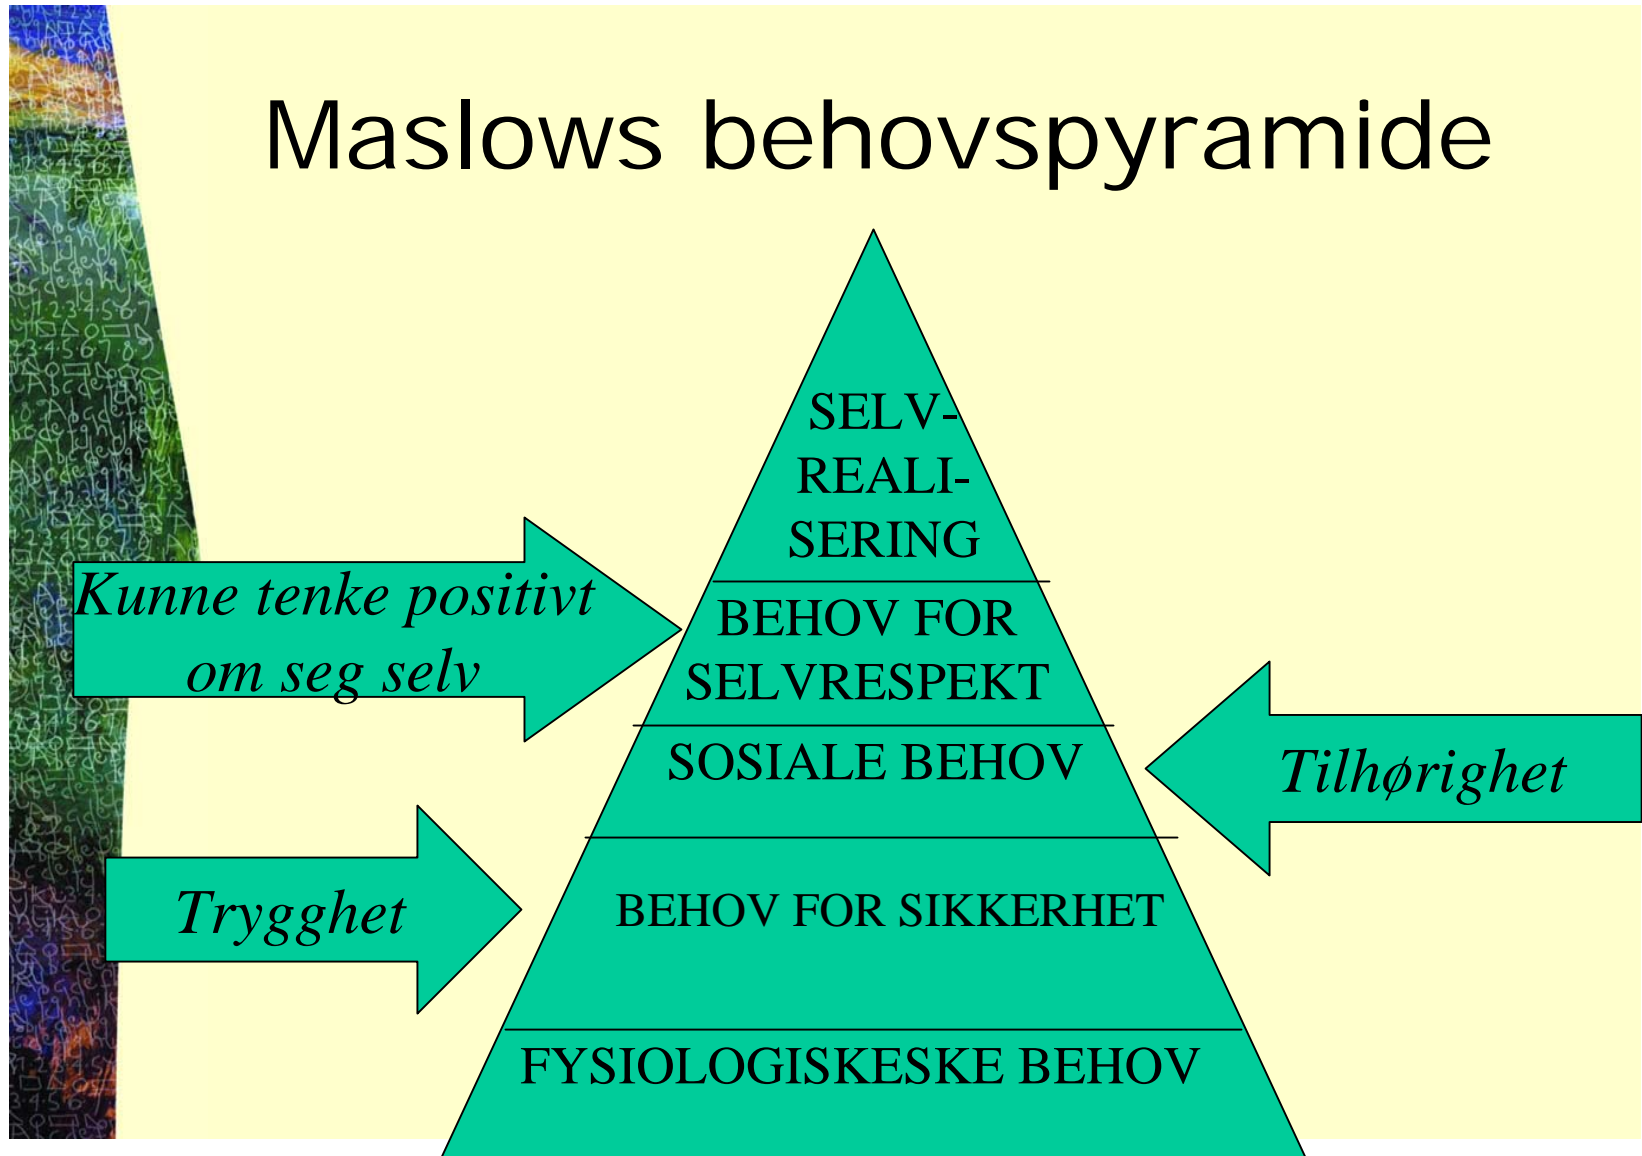 Maslows behovspyramide
SELV-
REALI-
SERING
Kunne tenke positivt
om seg selv
BEHOV FOR
SELVRESPEKT
SOSIALE BEHOV
Tilhørighet
Trygghet
BEHOV FOR SIKKERHET
FYSIOLOGISKESKE BEHOV